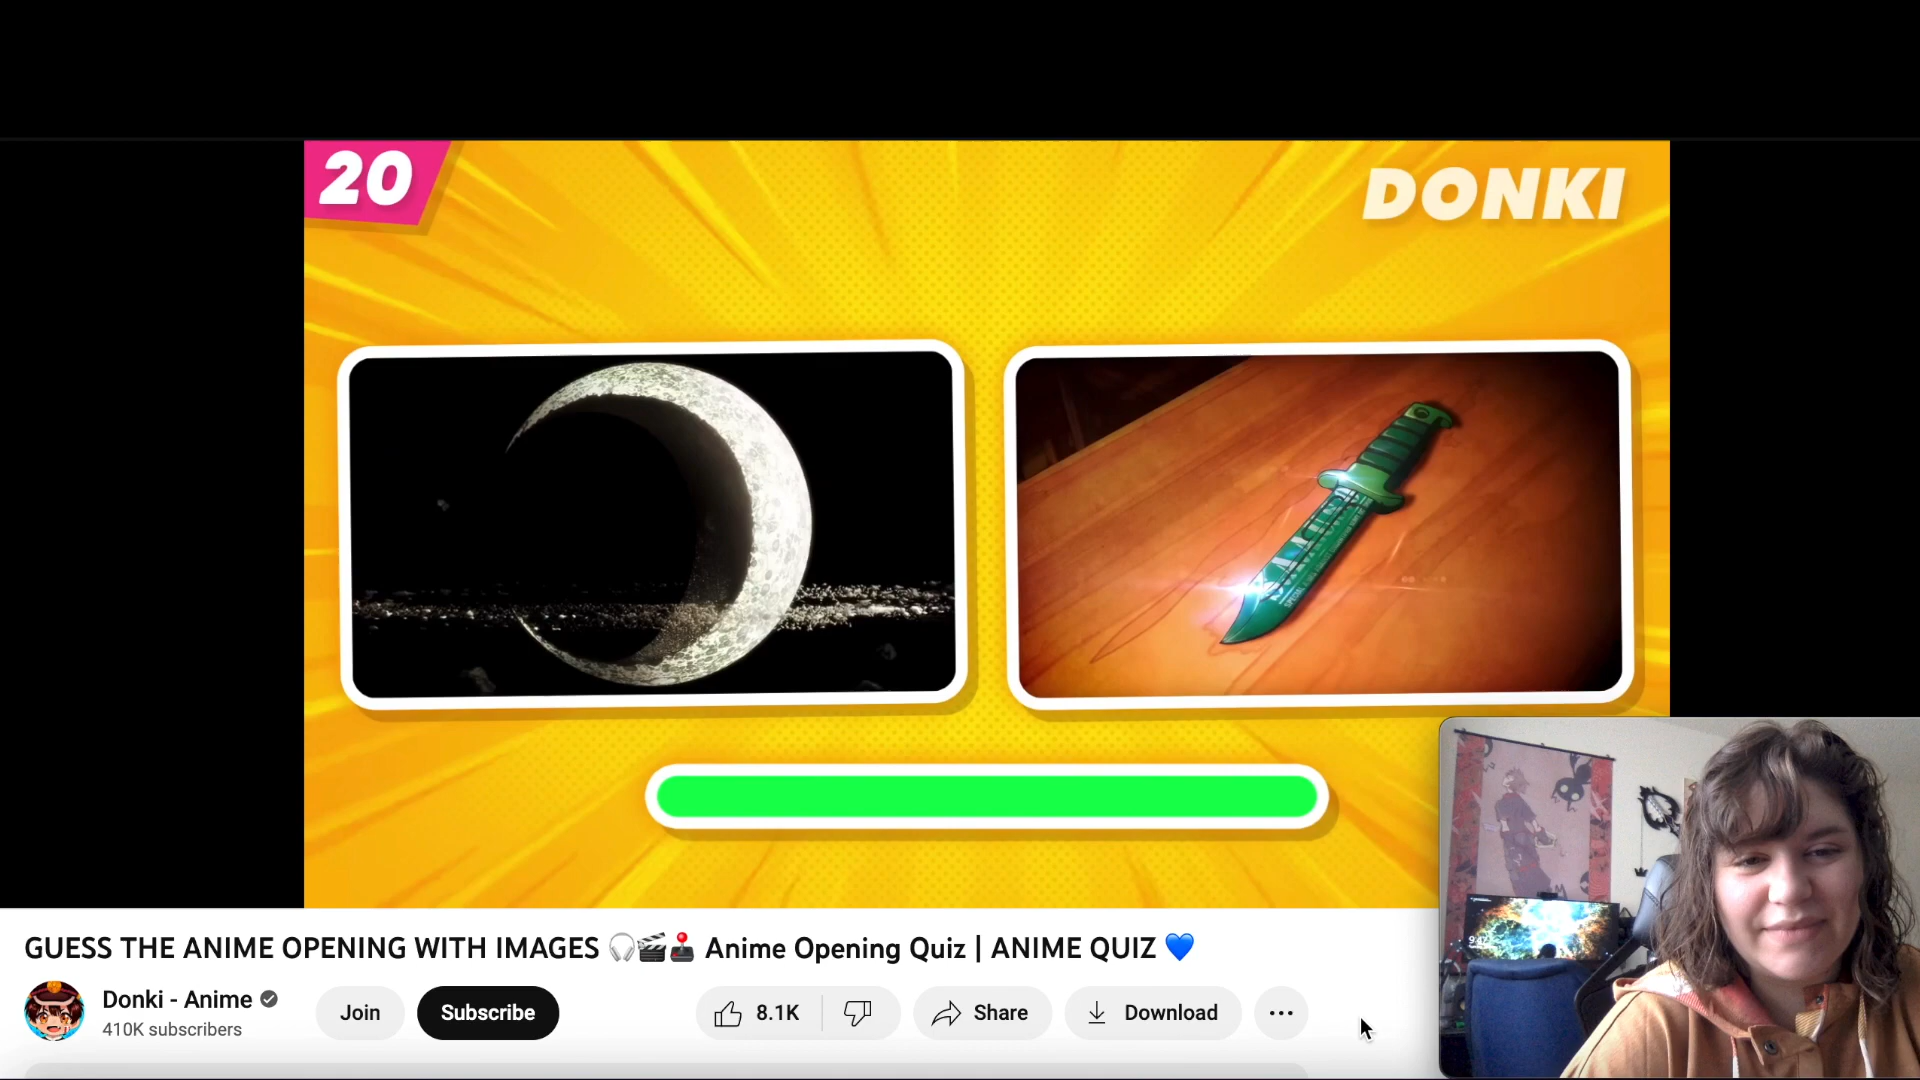 20
DONKI
GUESS THE ANIME OPENING WITH IMAGES 🎧🎬🕹️ Anime Opening Quiz | ANIME QUIZ 💙
Donki - Anime
410K subscribers
Join
Subscribe
8.1K
Share
Download